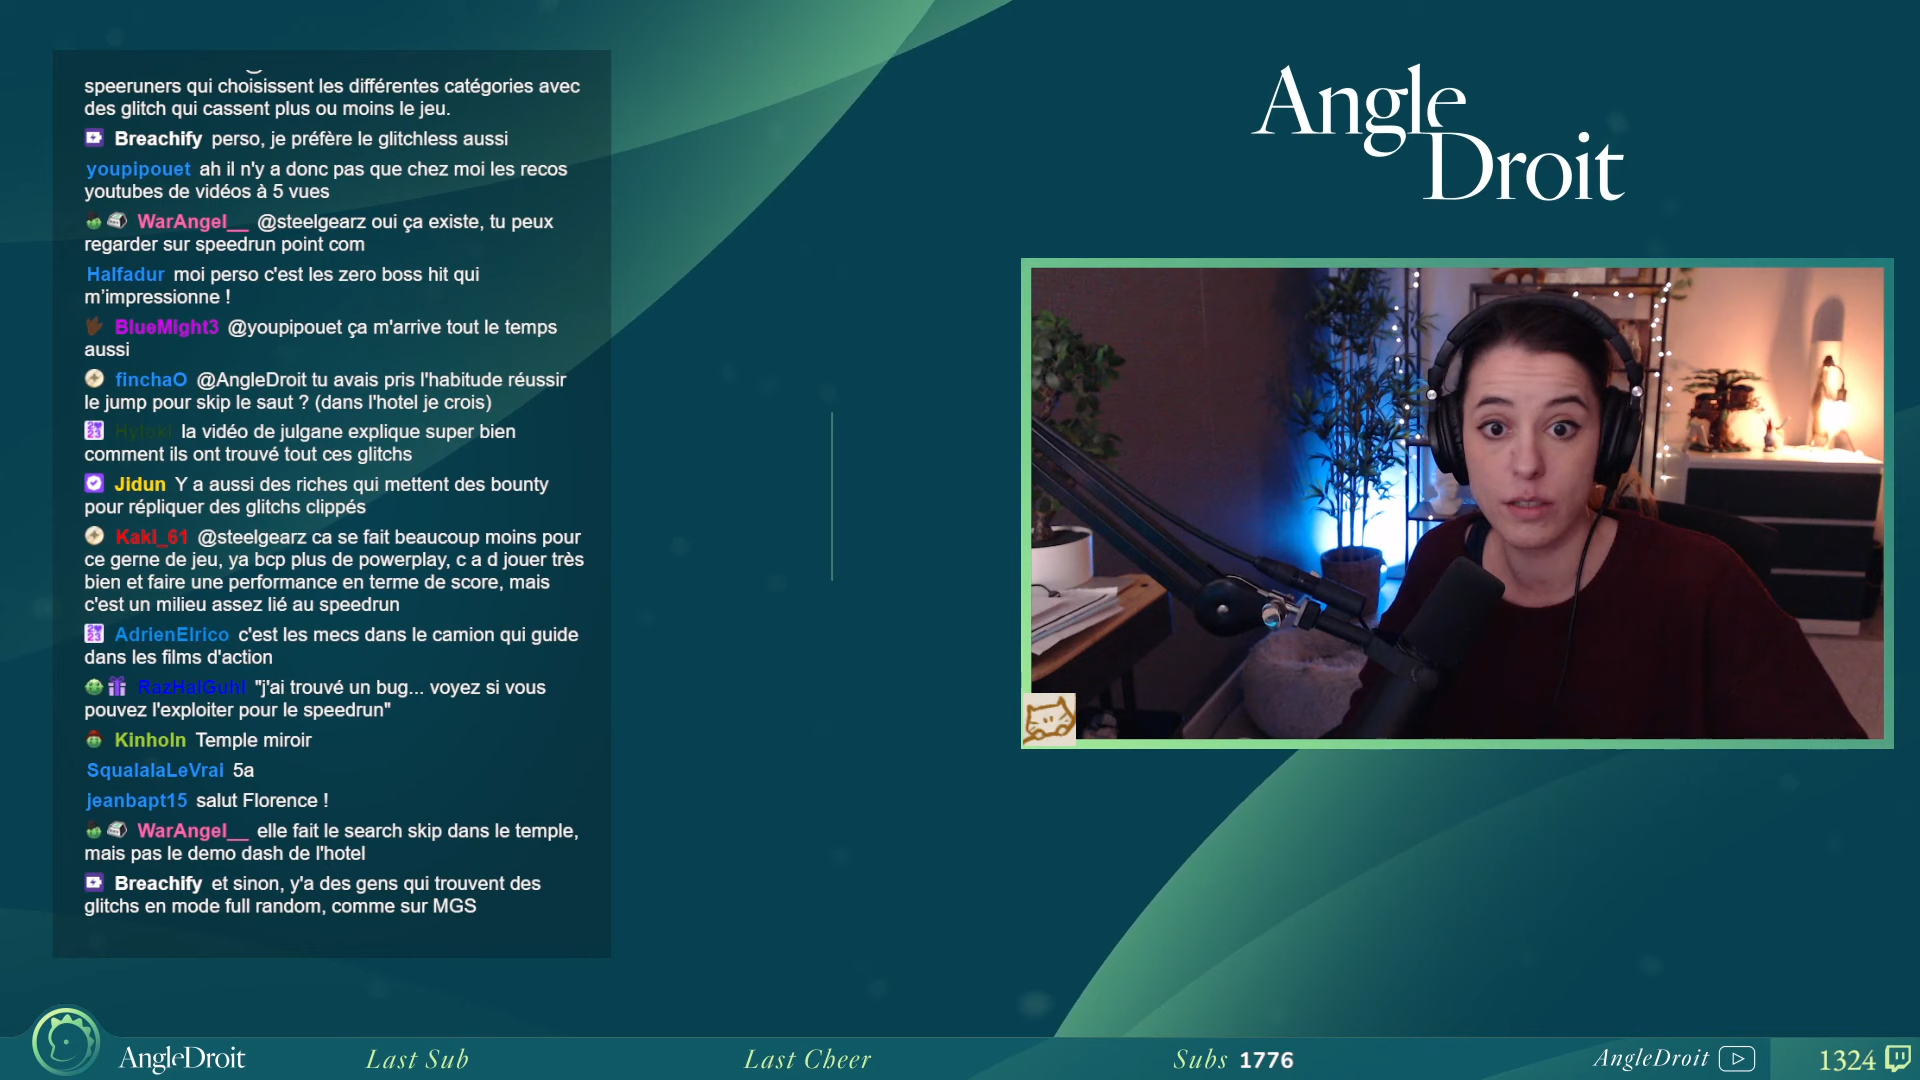 speeruners qui choisissent les différentes catégories avec
des glitch qui cassent plus ou moins le jeu.
Breachify perso, je préfère le glitchless aussi
youpipouet ah il n'y a donc pas que chez moi les recos
youtubes de vidéos à 5 vues
WarAngel__ @steelgearz oui ça existe, tu peux
regarder sur speedrun point com
Halfadur moi perso c'est les zero boss hit qui
m’impressionne !
BlueMight3 @youpipouet ça m'arrive tout le temps
aussi
finchaO @AngleDroit tu avais pris l'habitude réussir
le jump pour skip le saut ? (dans l'hotel je crois)
la vidéo de julgane explique super bien
comment ils ont trouvé tout ces glitchs
Jidun Y a aussi des riches qui mettent des bounty
pour répliquer des glitchs clippés
Kaki_61 @steelgearz ca se fait beaucoup moins pour
ce gerne de jeu, ya bcp plus de powerplay, c a d jouer très
bien et faire une performance en terme de score, mais
c'est un milieu assez lié au speedrun
AdrienElrico c'est les mecs dans le camion qui guide
dans les films d'action
RazHalGuhl "j'ai trouvé un bug... voyez si vous
pouvez l'exploiter pour le speedrun"
Kinholn Temple miroir
SqualalaLeVrai 5a
jeanbapt15 salut Florence !
WarAngel__ elle fait le search skip dans le temple,
mais pas le demo dash de l'hotel
Breachify et sinon, y'a des gens qui trouvent des
glitchs en mode full random, comme sur MGS
Angle
Droit
AngleDroit
Last Sub
Last Cheer
Subs 1776
AngleDroit
1324